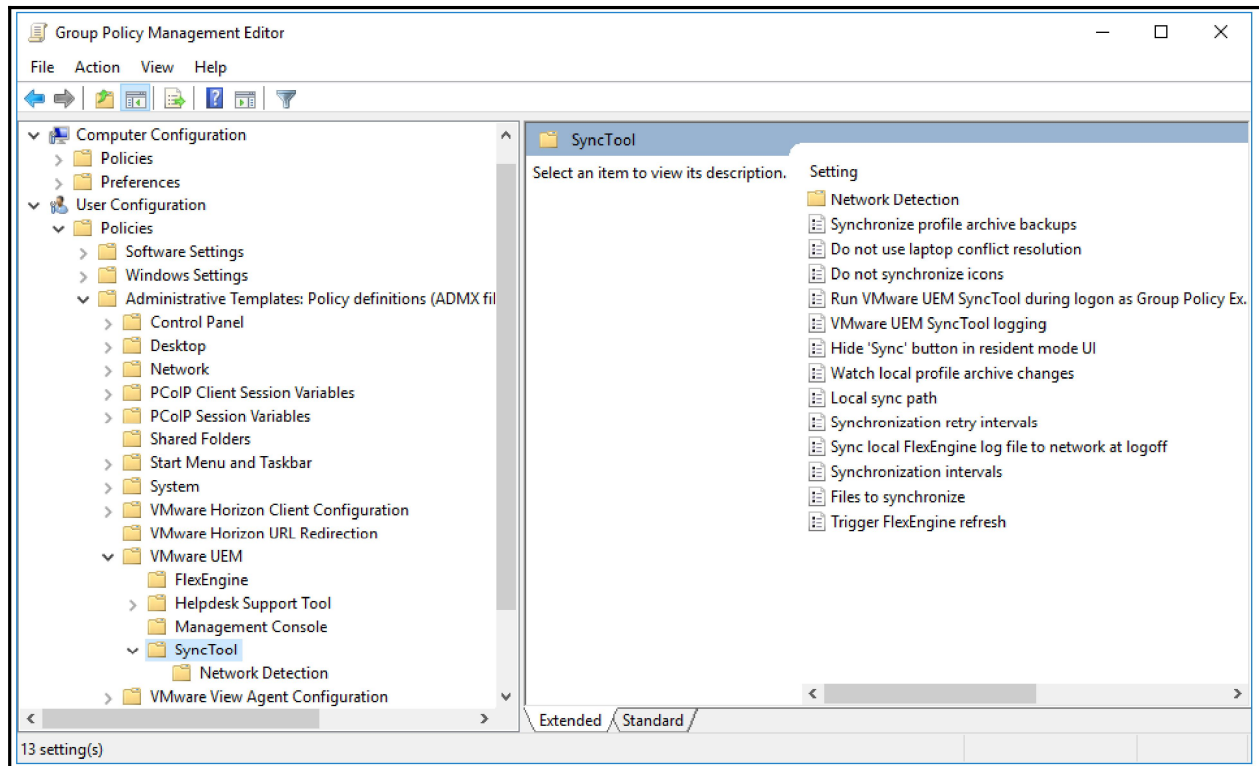 Group Policy Management Editor
File Action View Help
Computer Configuration
Policies
Preferences
User Configuration
Policies
Software Settings
Windows Settings
Administrative Templates: Policy definitions (ADMX fil
Control Panel
Desktop
Network
PCoIP Client Session Variables
PCoIP Session Variables
Shared Folders
Start Menu and Taskbar
System
VMware Horizon Client Configuration
VMware Horizon URL Redirection
VMware UEM
FlexEngine
Helpdesk Support Tool
Management Console
SyncTool
Network Detection
VMware View Agent Configuration
SyncTool
Select an item to view its description.
Setting
Network Detection
Synchronize profile archive backups
Do not use laptop conflict resolution
Do not synchronize icons
Run VMware UEM SyncTool during logon as Group Policy Ex.
VMware UEM SyncTool logging
Hide 'Sync' button in resident mode UI
Watch local profile archive changes
Local sync path
Synchronization retry intervals
Sync local FlexEngine log file to network at logoff
Synchronization intervals
Files to synchronize
Trigger FlexEngine refresh
Extended Standard
13 setting(s)